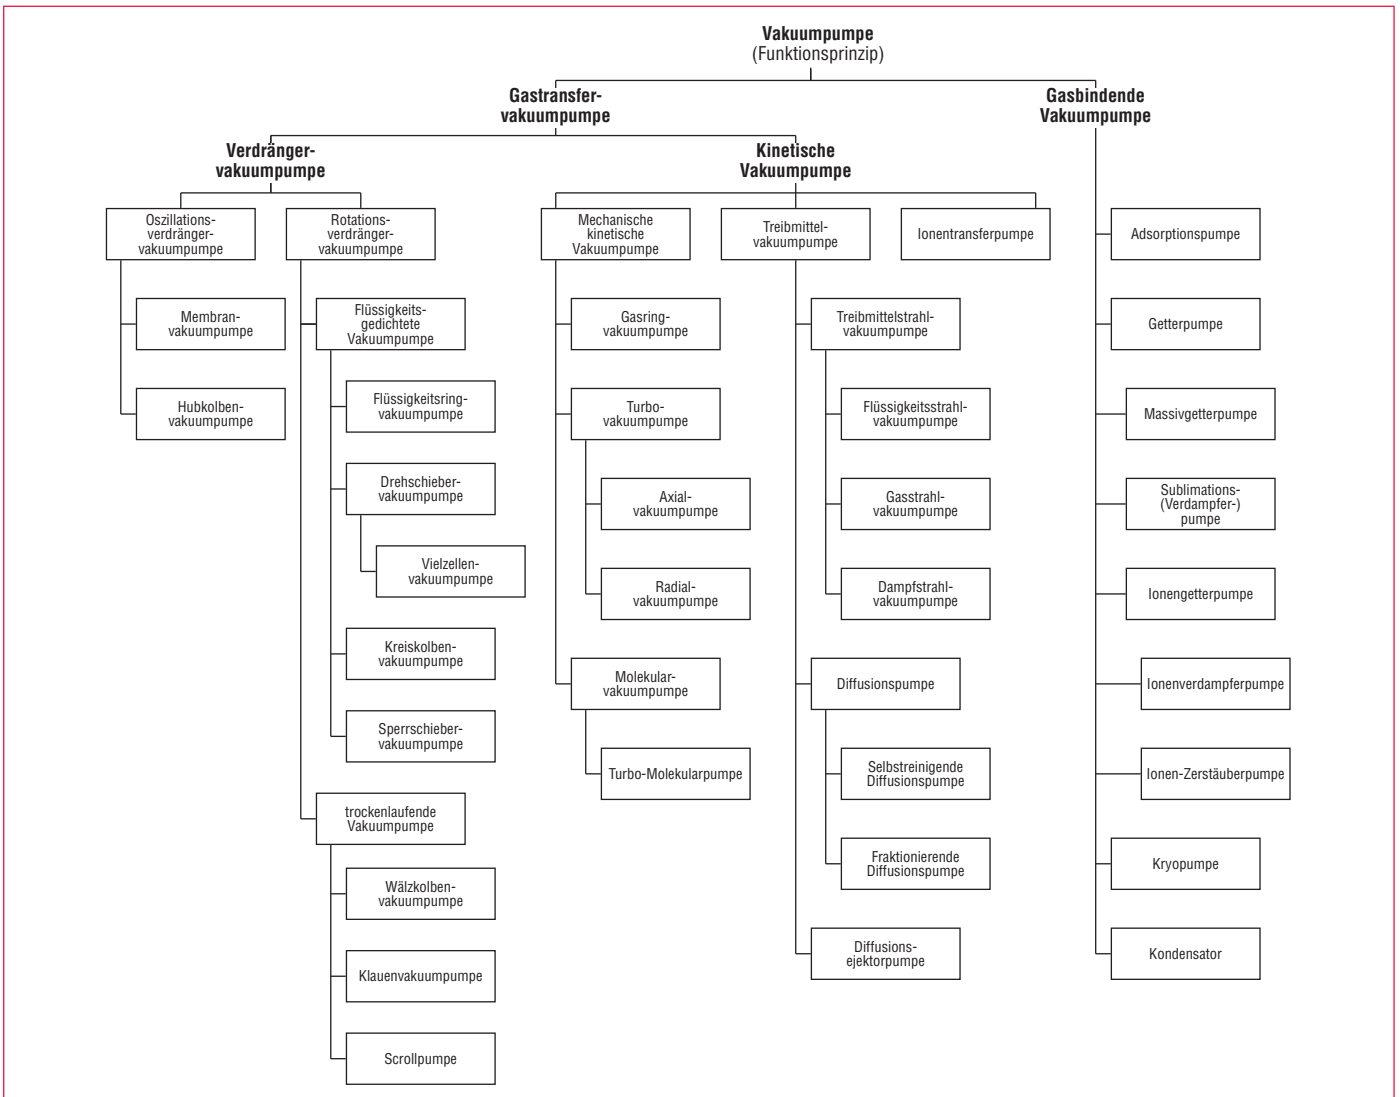 Vakuumpumpe
(Funktionsprinzip)
Gastransfer-
vakuumpumpe
Gasbindende
Vakuumpumpe
Verdränger-
vakuumpumpe
Kinetische
Vakuumpumpe
Oszillations-
verdränger-
vakuumpumpe
Membran-
vakuumpumpe
Hubkolben-
vakuumpumpe
Rotations-
verdränger-
vakuumpumpe
Flüssigkeits-
gedichtete
Vakuumpumpe
Flüssigkeitsring-
vakuumpumpe
Drehschieber-
vakuumpumpe
Vielzellen-
vakuumpumpe
Kreiskolben-
vakuumpumpe
Sperrschieber-
vakuumpumpe
trockenlaufende
Vakuumpumpe
Wälzkolben-
vakuumpumpe
Klauenvakuumpumpe
Scrollpumpe
Mechanische
kinetische
Vakuumpumpe
Gasring-
vakuumpumpe
Turbo-
vakuumpumpe
Axial-
vakuumpumpe
Radial-
vakuumpumpe
Molekular-
vakuumpumpe
Turbo-Molekularpumpe
Treibmittel-
vakuumpumpe
Treibmittelstrahl-
vakuumpumpe
Flüssigkeitsstrahl-
vakuumpumpe
Gasstrahl-
vakuumpumpe
Dampfstrahl-
vakuumpumpe
Diffusionspumpe
Selbstreinigende
Diffusionspumpe
Fraktionierende
Diffusionspumpe
Diffusions-
ejektorpumpe
Ionentransferpumpe
Adsorptionspumpe
Getterpumpe
Massivgetterpumpe
Sublimations-
(Verdampfer-)
pumpe
Ionengetterpumpe
Ionenverdampferpumpe
Ionen-Zerstäuberpumpe
Kryopumpe
Kondensator